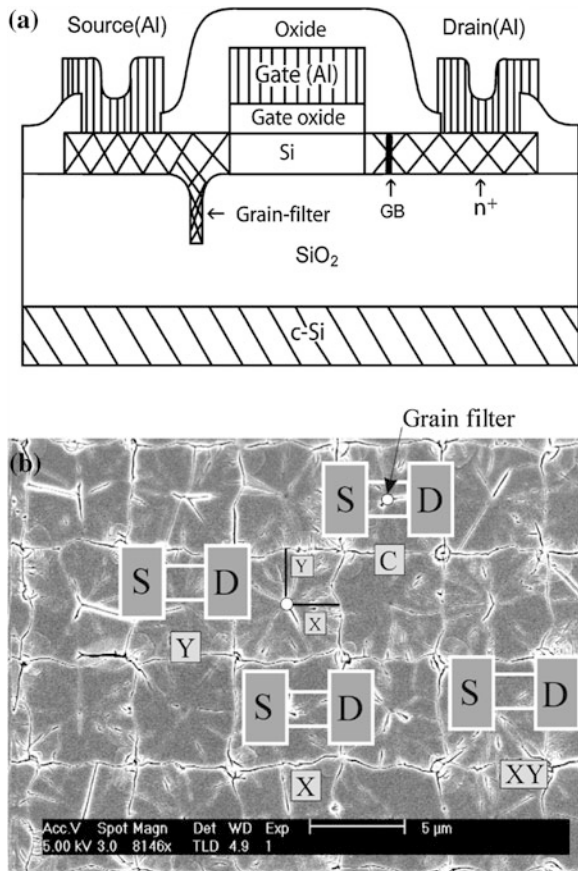 (a)
Source(Al)
Oxide
Drain(Al)
Gate (Al)
Gate oxide
Si
Grain-filter
GB
n+
SiO2
c-Si
Grain filter
(b)
S D
C
Y
X
S D
Y
S D
S D
X
XY
Acc.V Spot Magn Det WD Exp
5.00 kV 3.0 8146x TLD 4.9 1
5 µm